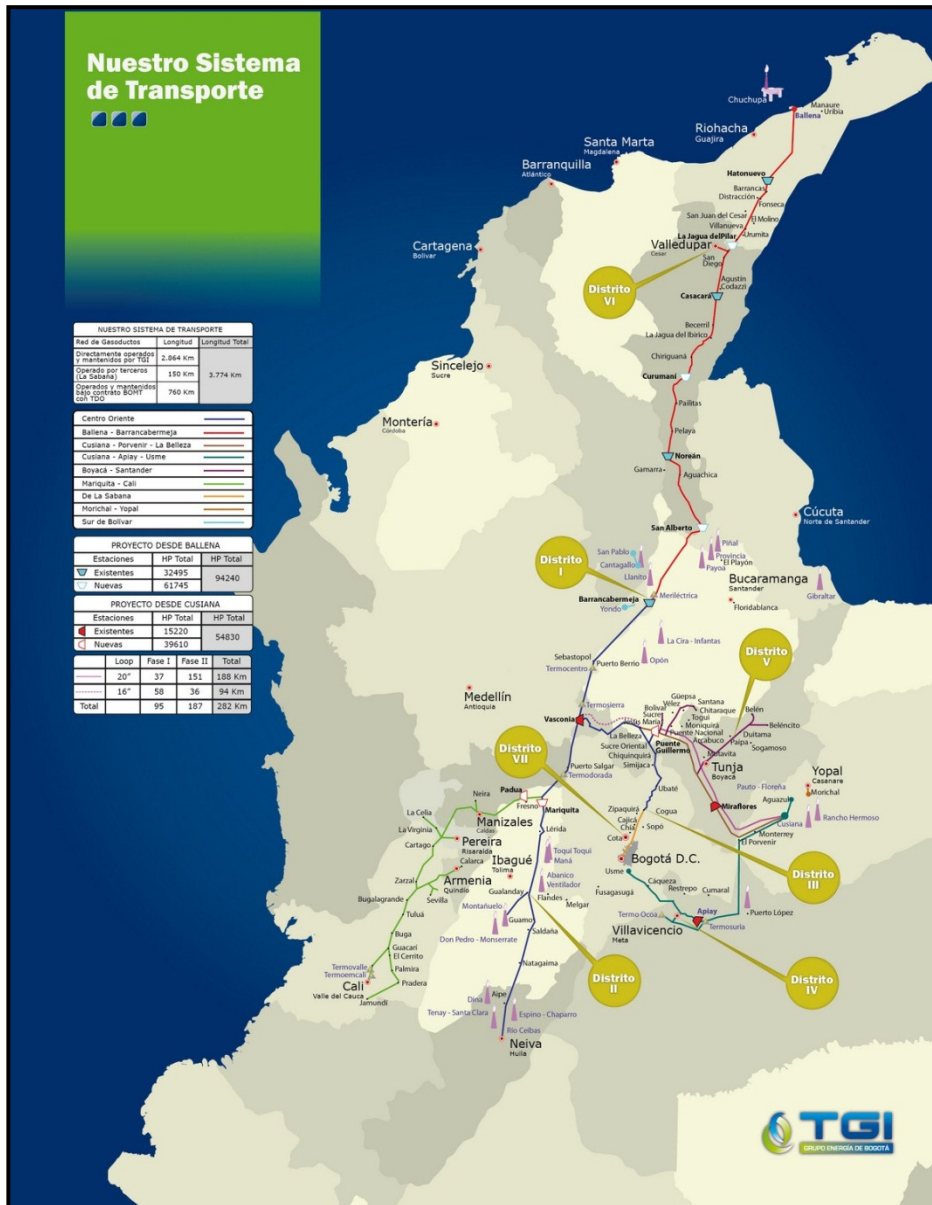 Nuestro Sistema
de Transporte
NUESTRO SISTEMA DE TRANSPORTE
Red de Gasoductos Longitud Longitud Total
Directamente operados
y mantenidos por TGI 2.864 Km
Operado por terceros
(La Sabana) 150 Km
3.774 Km
Operados y mantenidos
bajo contrato BOMT
con TDO 760 Km
Centro Oriente
Ballena - Barrancabermeja
Cusiana - Porvenir - La Belleza
Cusiana - Apiay - Usme
Boyacá - Santander
Mariquita - Cali
De La Sabana
Morichal - Yopal
Sur de Bolívar
PROYECTO DESDE BALLENA
Estaciones HP Total HP Total
Existentes 32495
Nuevas 61745
94240
PROYECTO DESDE CUSIANA
Estaciones HP Total HP Total
Existentes 15220
Nuevas 39610
54830
Loop Fase I Fase II Total
20" 37 151 188 Km
16" 58 36 94 Km
Total 95 187 282 Km
Chuchupa
Manaure
Uribia
Ballena
Riohacha
Guajira
Santa Marta
Magdalena
Barranquilla
Atlántico
Hatonuevo
Barrancas
Distracción
Fonseca
San Juan del Cesar
El Molino
Villanueva
Urumita
La Jagua delPilar
Cartagena
Bolívar
Valledupar
Cesar
San
Diego
Agustín
Codazzi
Distrito
VI
Casacara
Becerril
La Jagua del Ibirico
Chiriguaná
Sincelejo
Sucre
Curumaní
Pailitas
Montería
Córdoba
Pelaya
Noreán
Gamarra
Aguachica
Cúcuta
Norte de Santander
San Alberto
Piñal
Provincia
El Playón
Payoa
San Pablo
Cantagallo
Llanito
Distrito
I
Meriléctrica
Barrancabermeja
Yondo
Bucaramanga
Santander
Floridablanca
Gibraltar
La Cira - Infantas
Opón
Sebastopol
Puerto Berrio
Termocentro
Distrito
V
Medellín
Antioquia
Termosierra
Vasconia
Güepsa
Vélez
Bolívar
Sucre
Santana
Chitaraque
Togui
Moniquirá
Puente Nacional
Arcabuco
Belén
Beléncito
Duitama
Paipa
Sogamoso
Motavita
La Belleza
Puente
Guillermo
Sucre Oriental
Chiquinquirá
Simijaca
Distrito
VII
Tunja
Boyacá
Yopal
Casanare
Morichal
Puerto Salgar
Termodorada
Ubaté
Pauto - Floreña
Aguazul
Miraflores
Cusiana
Rancho Hermoso
Padua
Fresno
Mariquita
Neira
Manizales
Caldas
La Celia
La Virginia
Pereira
Risaralda
Cartago
Zipaquirá
Cogua
Cajicá
Chía
Sopó
Cota
Monterrey
El Porvenir
Lérida
Ibagué
Tolima
Toqui Toqui
Maná
Calarca
Armenia
Quindío
Bogotá D.C.
Usme
Distrito
III
Zarzal
Sevilla
Bugalagrande
Tuluá
Abanico
Ventilador
Gualanday
Flandes
Melgar
Fusagasugá
Cáqueza
Restrepo
Cumaral
Montañuelo
Guamo
Don Pedro - Monserrate
Saldaña
Termo Ocoa
Apiay
Termosuria
Puerto López
Villavicencio
Meta
Buga
Guacarí
El Cerrito
Palmira
Pradera
Termovalle
Termoemcali
Cali
Valle del Cauca
Jamundí
Natagaima
Distrito
II
Distrito
IV
Dina
Aipe
Tenay - Santa Clara
Espino - Chaparro
Río Ceibas
Neiva
Huila
TGI
GRUPO ENERGÍA DE BOGOTÁ